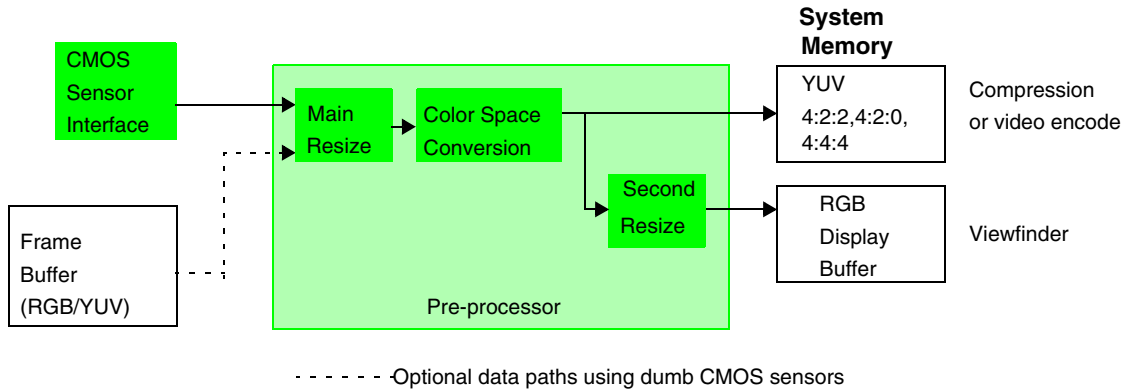 System
Memory
CMOS
Sensor
Interface
Main
Resize
Color Space
Conversion
YUV
4:2:2,4:2:0,
4:4:4
Compression
or video encode
Second
Resize
RGB
Display
Buffer
Viewfinder
Frame
Buffer
(RGB/YUV)
Pre-processor
Optional data paths using dumb CMOS sensors